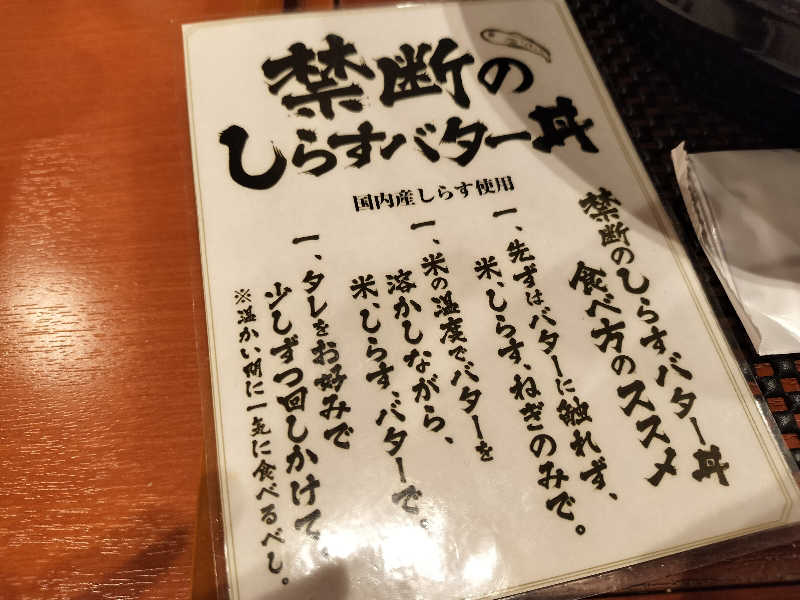 禁断の
しらすバター丼
国内産しらす使用
禁断のしらすバター丼
食べ方のススメ
一、先ずはバターに触れず、
米、しらす、ねぎのみで。
一、米の温度でバターを
溶かしながら、
米、しらす、バターで。
一、タレをお好みで
少しずつ回しかけて。
※温かい間に一気に食べるべし。